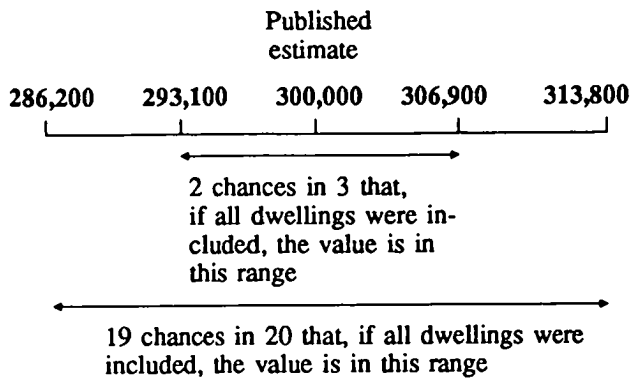 Published
estimate
286,200 293,100 300,000 306,900 313,800
2 chances in 3 that,
if all dwellings were in-
cluded, the value is in
this range
19 chances in 20 that, if all dwellings were
included, the value is in this range